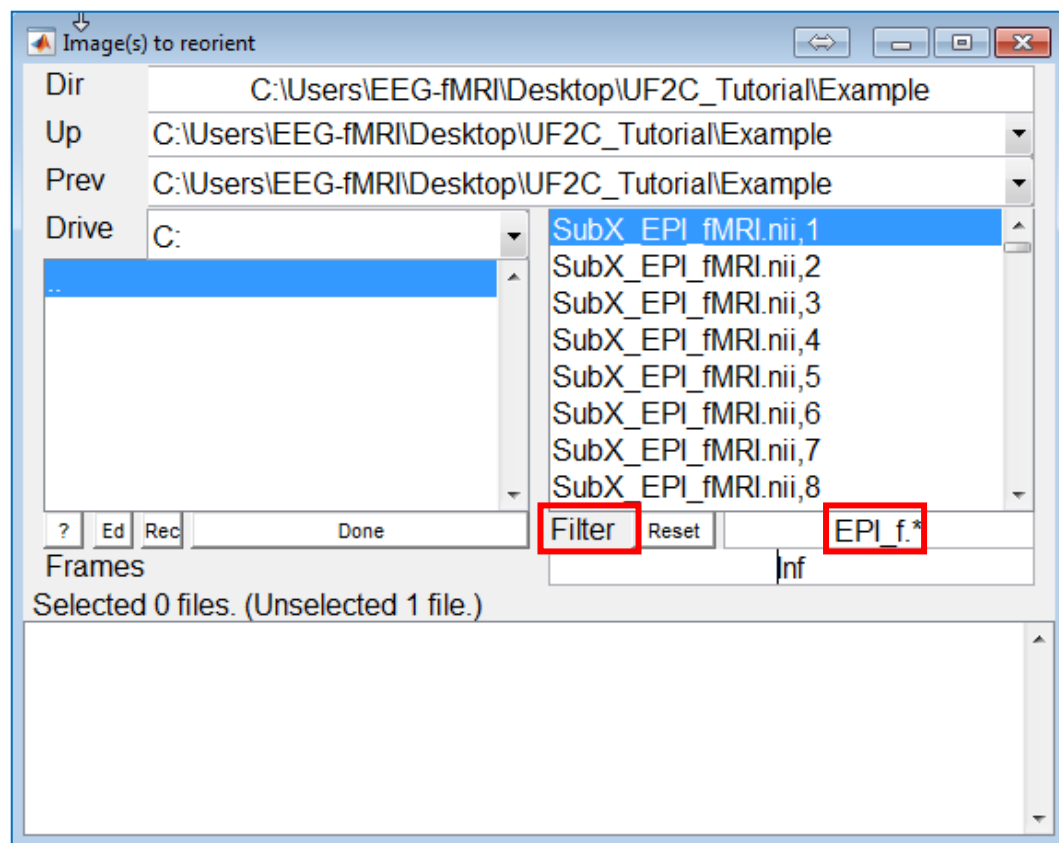 Image(s) to reorient
Dir C:\Users\EEG-fMRI\Desktop\UF2C_Tutorial\Example
Up C:\Users\EEG-fMRI\Desktop\UF2C_Tutorial\Example
Prev C:\Users\EEG-fMRI\Desktop\UF2C_Tutorial\Example
Drive C:
SubX_EPI_fMRI.nii,1
..
SubX_EPI_fMRI.nii,2
SubX_EPI_fMRI.nii,3
SubX_EPI_fMRI.nii,4
SubX_EPI_fMRI.nii,5
SubX_EPI_fMRI.nii,6
SubX_EPI_fMRI.nii,7
SubX_EPI_fMRI.nii,8
? Ed Rec Done Filter Reset EPI_f.*
Frames Inf
Selected 0 files. (Unselected 1 file.)